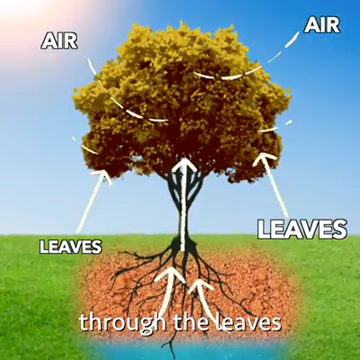 AIR
AIR
LEAVES
LEAVES
through the leaves